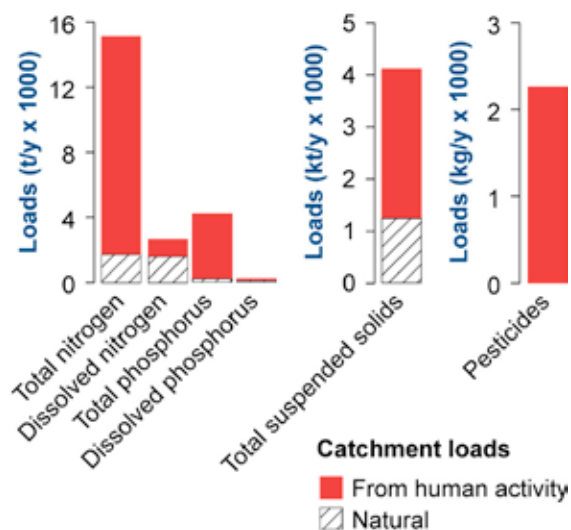 Loads (t/y x 1000)
16
12
8
4
0
Total nitrogen
Dissolved nitrogen
Total phosphorus
Dissolved phosphorus
Loads (kt/y x 1000)
5
4
3
2
1
0
Total suspended solids
Loads (kg/y x 1000)
3
2
1
0
Pesticides
Catchment loads
From human activity
Natural